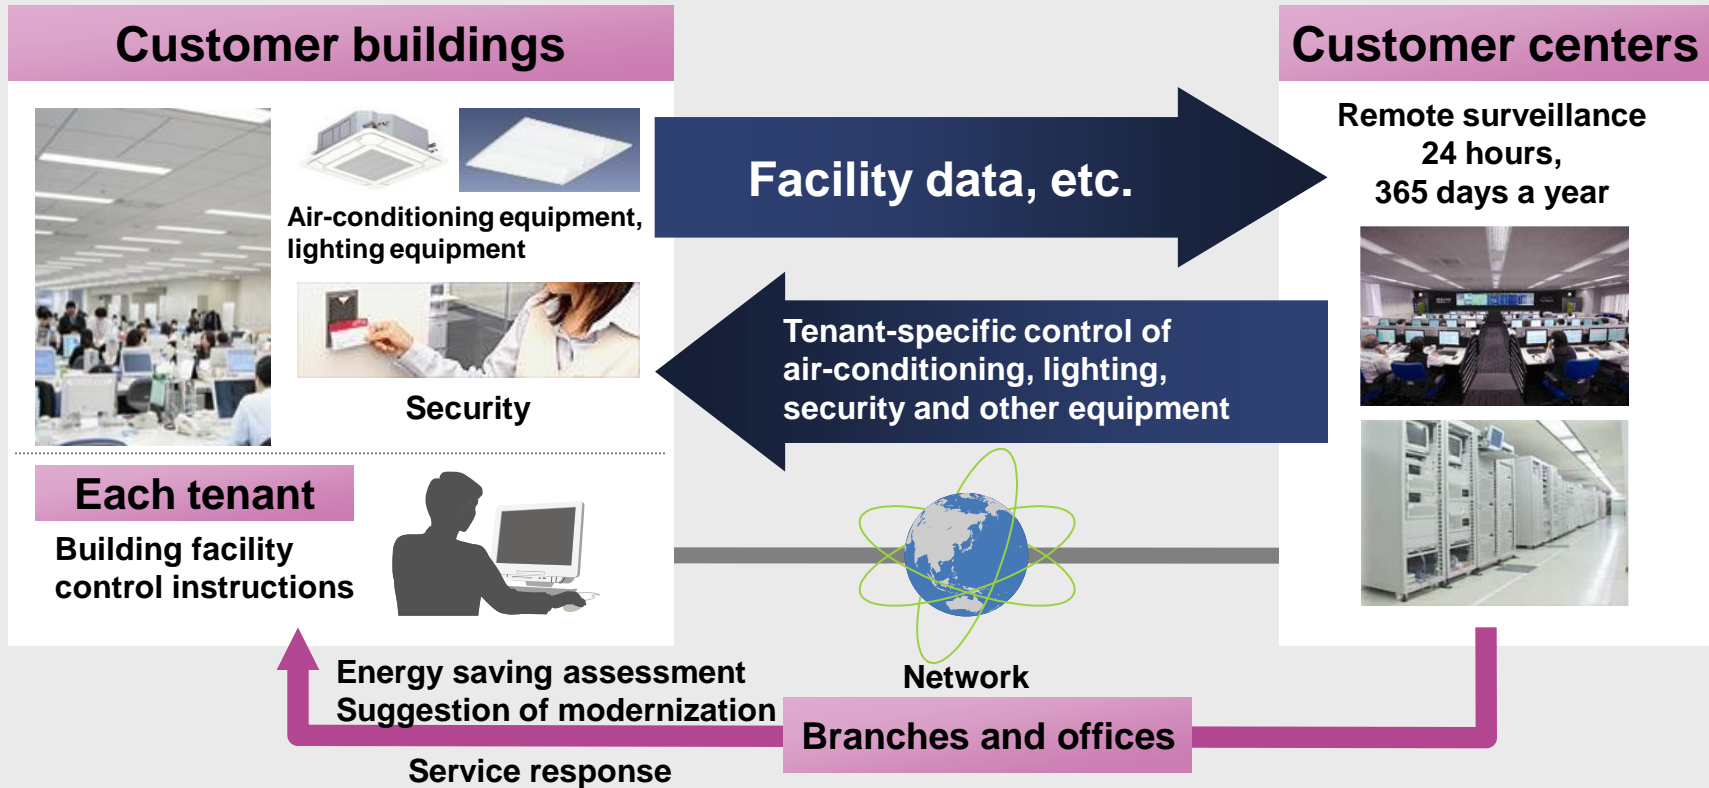 Customer buildings
Air-conditioning equipment,
lighting equipment
Security
Each tenant
Building facility
control instructions
Facility data, etc.
Tenant-specific control of
air-conditioning, lighting,
security and other equipment
Network
Customer centers
Remote surveillance
24 hours,
365 days a year
Energy saving assessment
Suggestion of modernization
Service response
Branches and offices